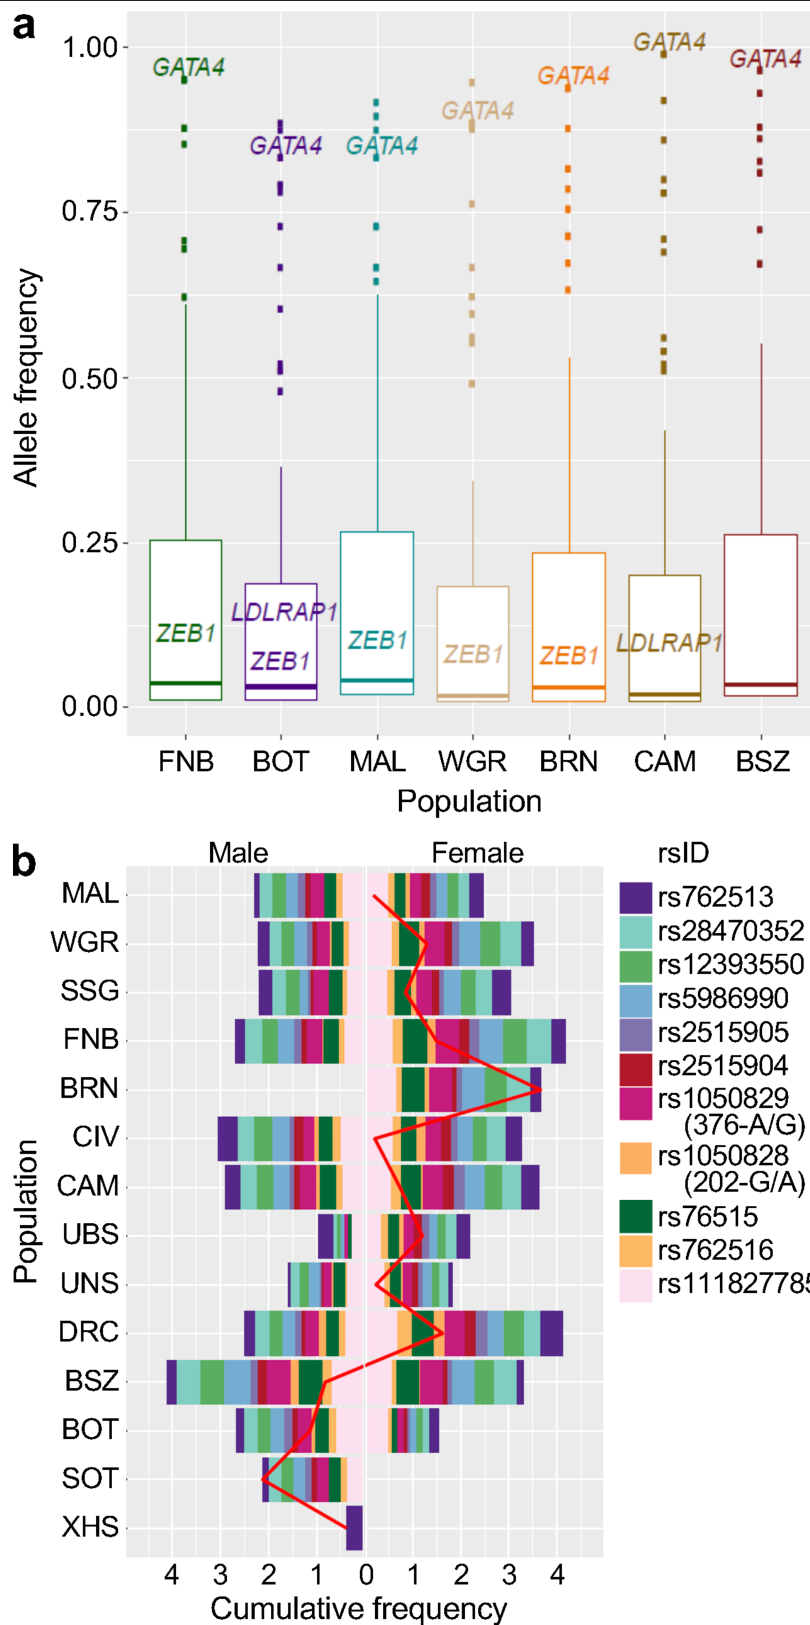 a
1.00
0.75
0.50
0.25
0.00
Allele frequency
GATA4
GATA4
GATA4
GATA4
GATA4
GATA4
GATA4
ZEB1
LDLRAP1
ZEB1
ZEB1
ZEB1
ZEB1
LDLRAP1
FNB BOT MAL WGR BRN CAM BSZ
Population
b
Male Female
rsID
MAL
WGR
SSG
FNB
BRN
CIV
CAM
UBS
UNS
DRC
BSZ
BOT
SOT
XHS
Population
4 3 2 1 0 1 2 3 4
Cumulative frequency
rs762513
rs28470352
rs12393550
rs5986990
rs2515905
rs2515904
rs1050829
(376-A/G)
rs1050828
(202-G/A)
rs76515
rs762516
rs111827785